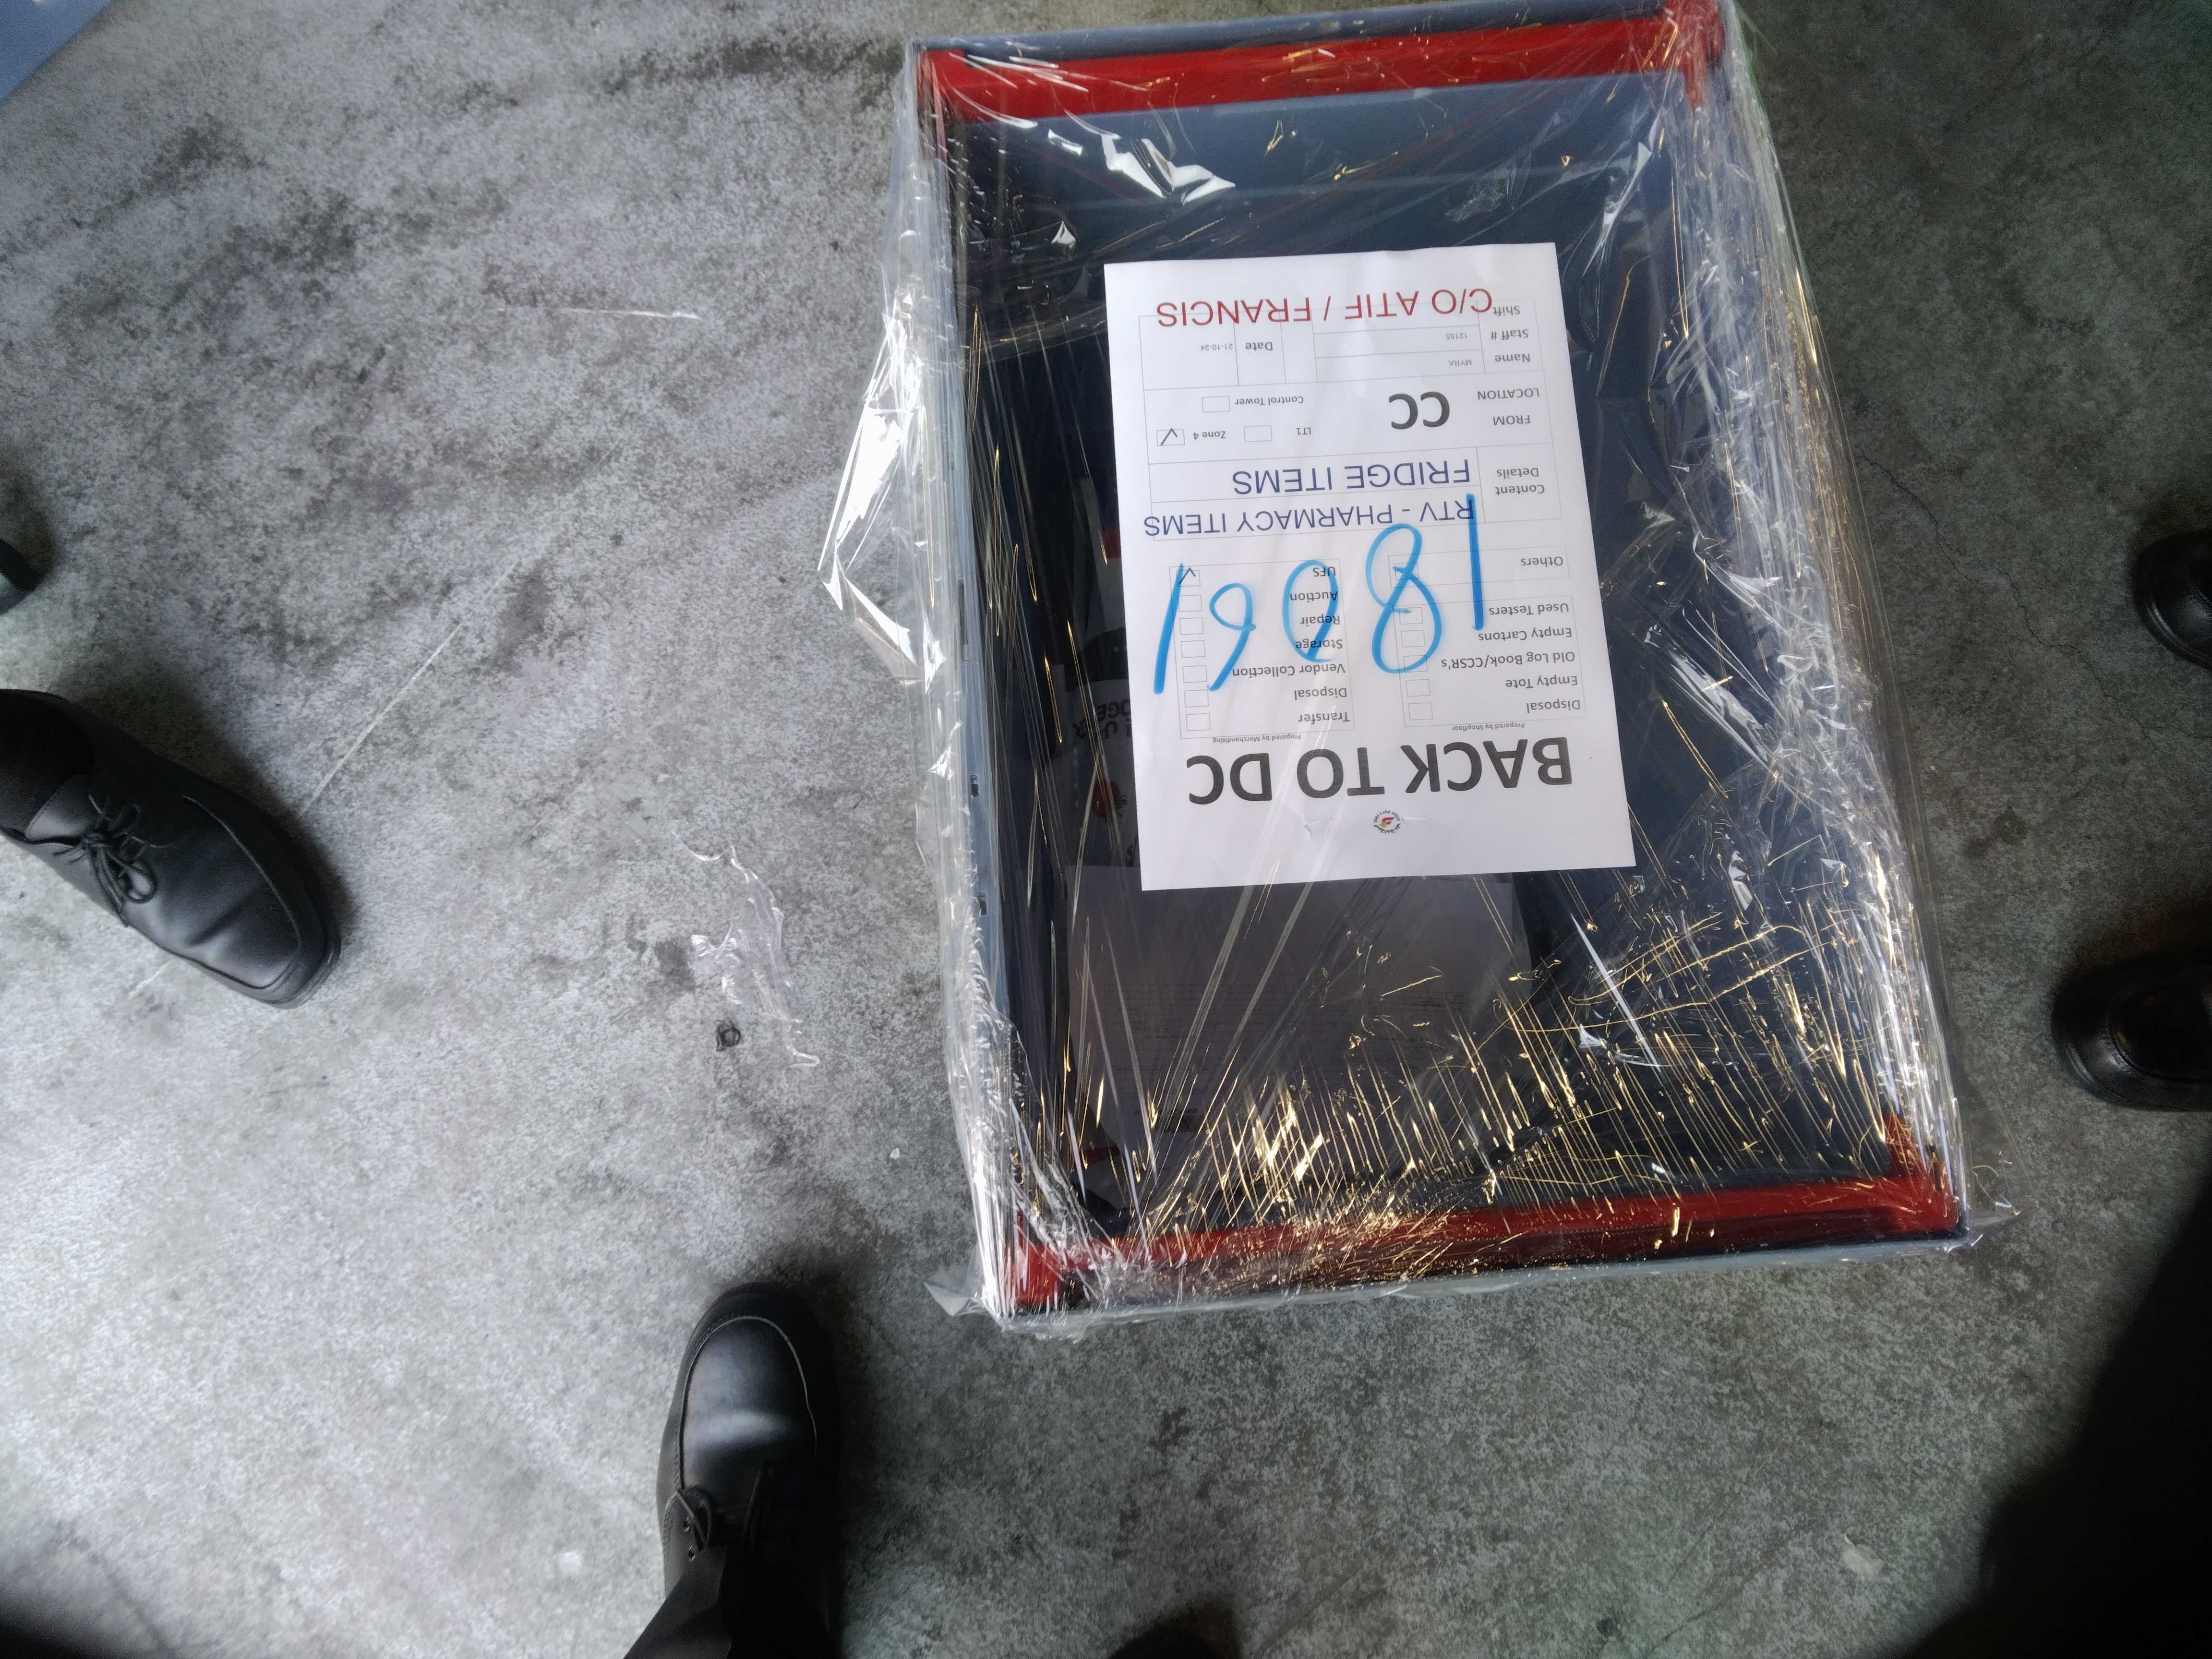 BACK TO DC
Prepared by Shopfloor
Prepared by Merchandising
Disposal
Transfer
Empty Tote
Disposal
Old Log Book/CCSR's
Vendor Collection
Empty Cartons
Storage
Used Testers
Repair
Auction
Others
UFS
18061
Content Details
RTV - PHARMACY ITEMS
FRIDGE ITEMS
FROM LOCATION
CC
LT1
Zone 4
Control Tower
Name
MYRA
Staff #
12155
Date
21-10-24
Shift
C/O ATIF / FRANCIS